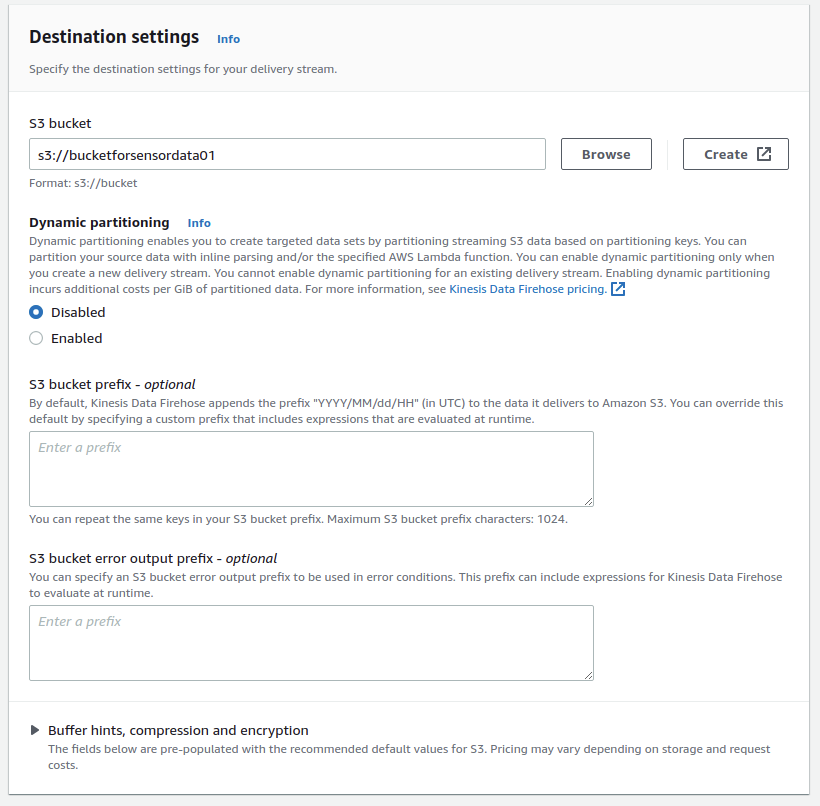 Destination settings Info
Specify the destination settings for your delivery stream.
S3 bucket
s3://bucketforsensordata01 Browse Create
Format: s3://bucket
Dynamic partitioning Info
Dynamic partitioning enables you to create targeted data sets by partitioning streaming S3 data based on partitioning keys. You can
partition your source data with inline parsing and/or the specified AWS Lambda function. You can enable dynamic partitioning only when
you create a new delivery stream. You cannot enable dynamic partitioning for an existing delivery stream. Enabling dynamic partitioning
incurs additional costs per GiB of partitioned data. For more information, see Kinesis Data Firehose pricing.
Disabled
Enabled
S3 bucket prefix - optional
By default, Kinesis Data Firehose appends the prefix "YYYY/MM/dd/HH" (in UTC) to the data it delivers to Amazon S3. You can override this
default by specifying a custom prefix that includes expressions that are evaluated at runtime.
Enter a prefix
You can repeat the same keys in your S3 bucket prefix. Maximum S3 bucket prefix characters: 1024.
S3 bucket error output prefix - optional
You can specify an S3 bucket error output prefix to be used in error conditions. This prefix can include expressions for Kinesis Data Firehose
to evaluate at runtime.
Enter a prefix
Buffer hints, compression and encryption
The fields below are pre-populated with the recommended default values for S3. Pricing may vary depending on storage and request
costs.